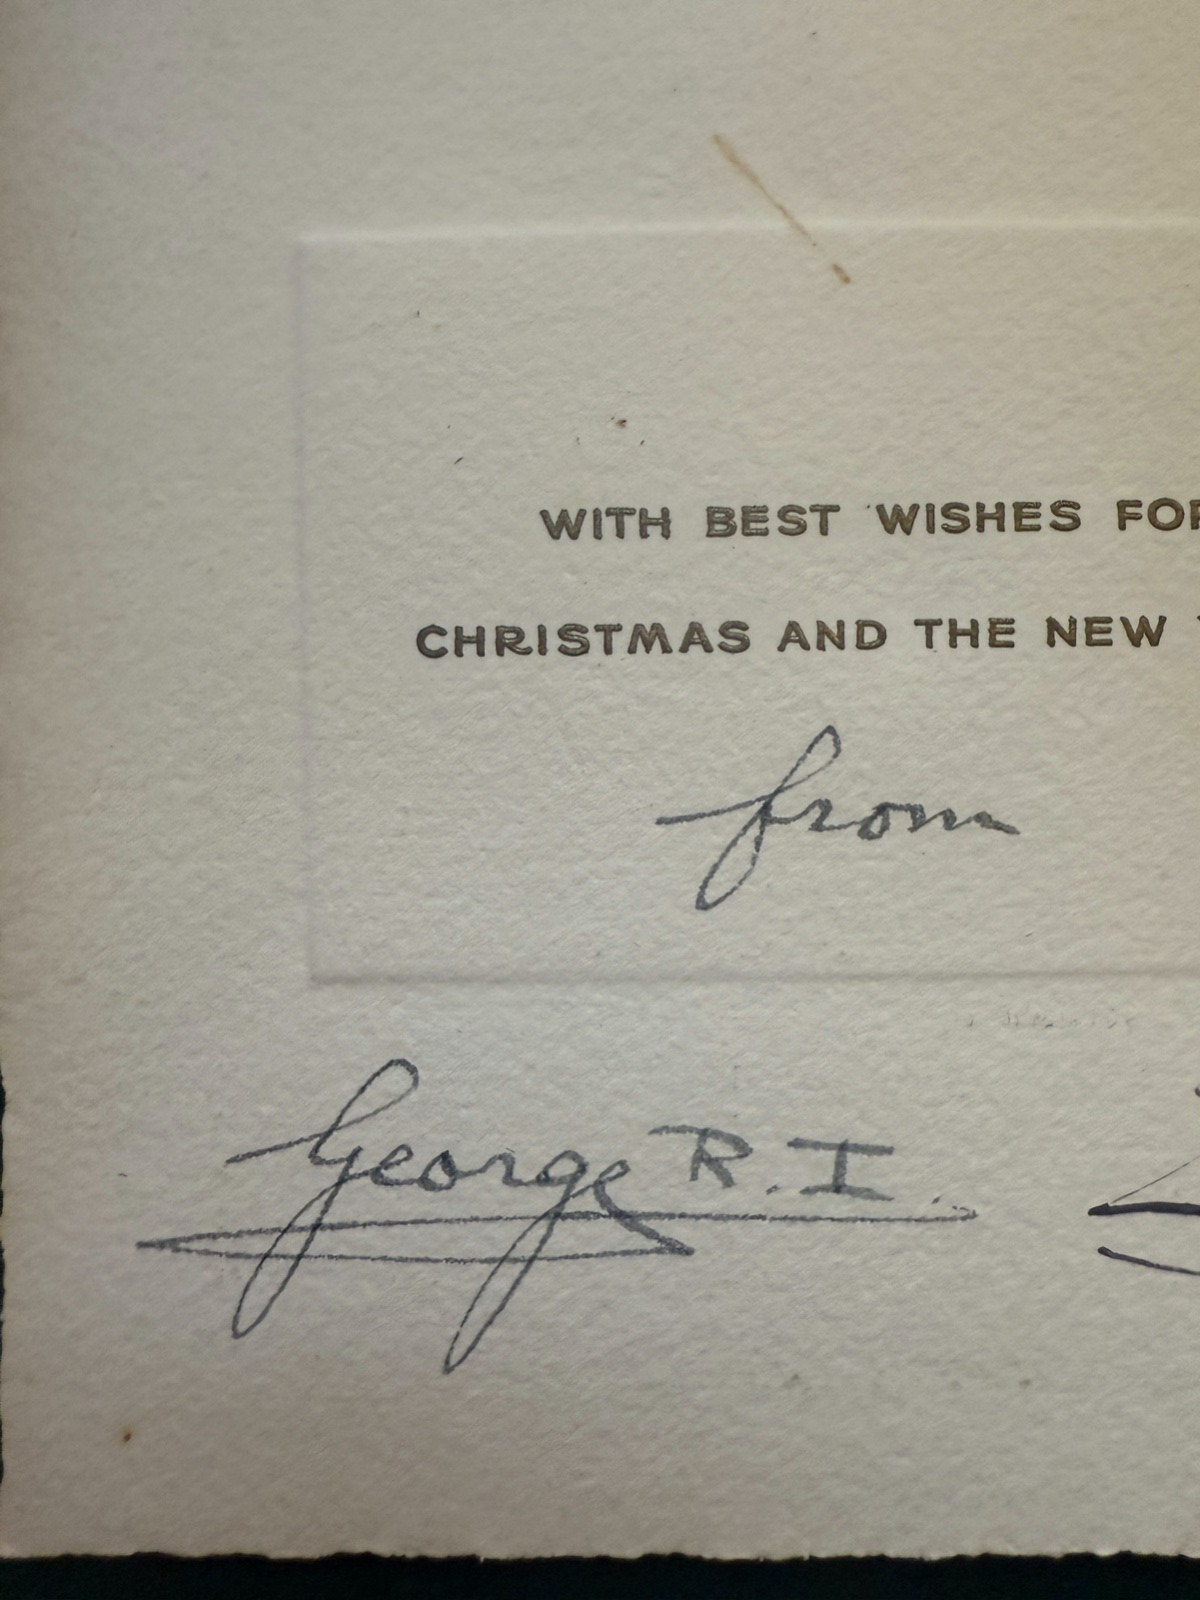 WITH BEST WISHES FOR
CHRISTMAS AND THE NEW
from
George R. I.